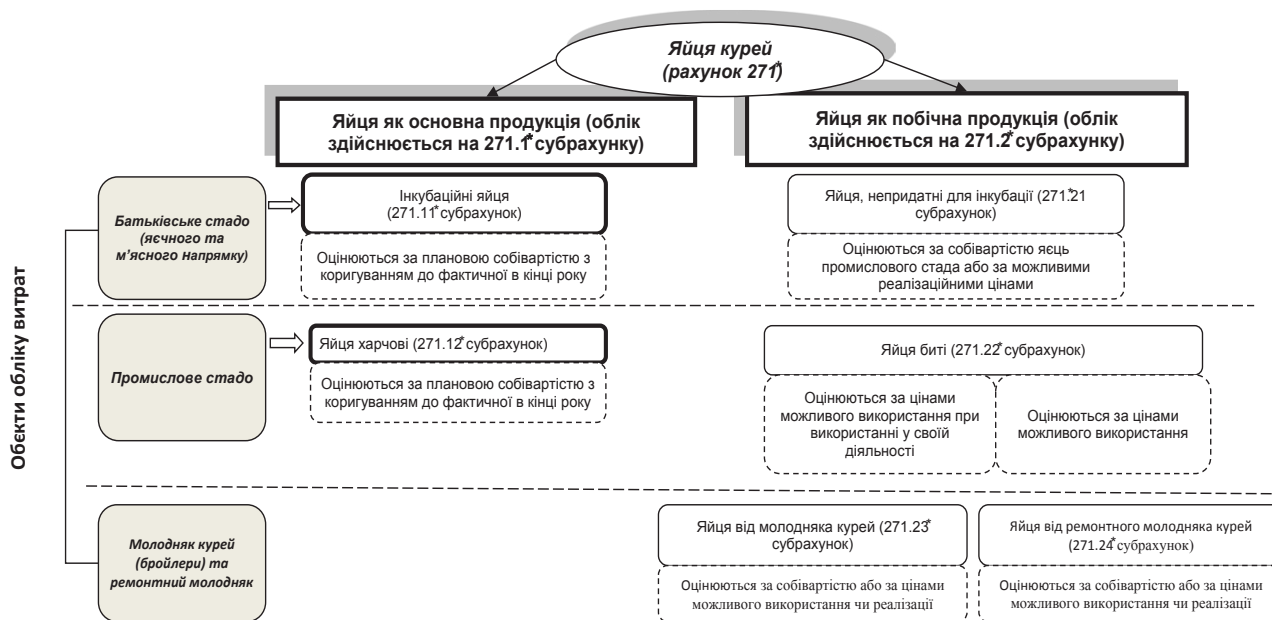 Яйця курей
(рахунок 271*)
Яйця як основна продукція (облік
здійснюється на 271.1* субрахунку)
Яйця як побічна продукція (облік
здійснюється на 271.2* субрахунку)
Обєкти обліку витрат
Батьківське стадо
(яєчного та
м’ясного напрямку)
Інкубаційні яйця
(271.11* субрахунок)
Оцінюються за плановою собівартістю з
коригуванням до фактичної в кінці року
Яйця, непридатні для інкубації (271.*21
субрахунок)
Оцінюються за собівартістю яєць
промислового стада або за можливими
реалізаційними цінами
Промислове стадо
Яйця харчові (271.12* субрахунок)
Оцінюються за плановою собівартістю з
коригуванням до фактичної в кінці року
Яйця биті (271.22* субрахунок)
Оцінюються за цінами
можливого використання при
використанні у своїй
діяльності
Оцінюються за цінами
можливого використання
Молодняк курей
(бройлери) та
ремонтний молодняк
Яйця від молодняка курей (271.23*
субрахунок)
Оцінюються за собівартістю або за цінами
можливого використання чи реалізації
Яйця від ремонтного молодняка курей
(271.24* субрахунок)
Оцінюються за собівартістю або за цінами
можливого використання чи реалізації